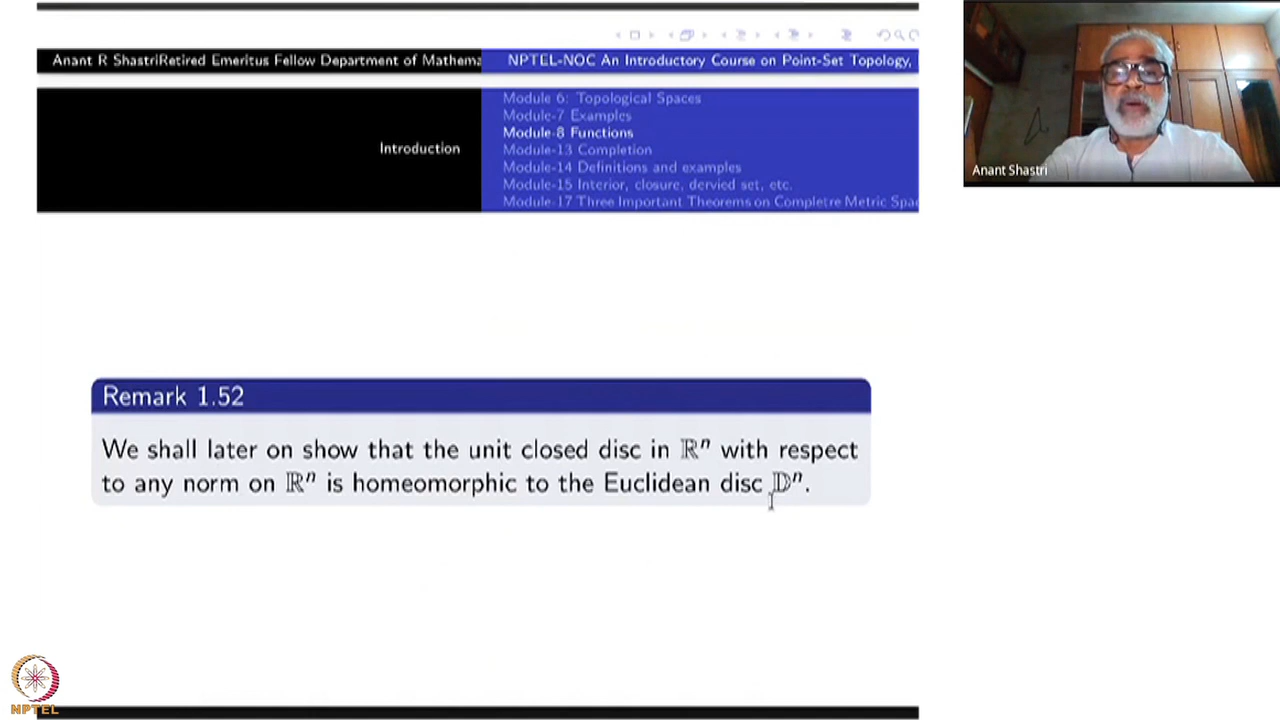 Anant R ShastriRetired Emeritus Fellow Department of Mathema
NPTEL-NOC An Introductory Course on Point-Set Topology,
Introduction
Module 6: Topological Spaces
Module-7 Examples
Module-8 Functions
Module-13 Completion
Module-14 Definitions and examples
Module-15 Interior, closure, dervied set, etc.
Module-17 Three Important Theorems on Completre Metric Spac
Anant Shastri
Remark 1.52
We shall later on show that the unit closed disc in ℝⁿ with respect
to any norm on ℝⁿ is homeomorphic to the Euclidean disc 𝔻ⁿ.
NPTEL